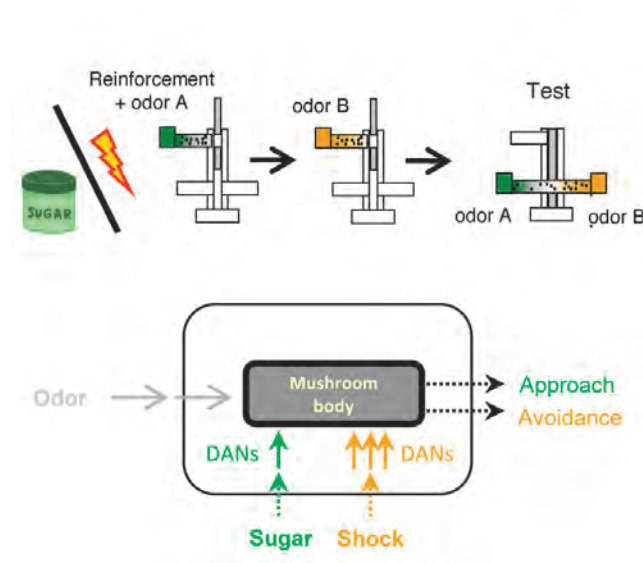 Reinforcement
+ odor A
SUGAR
odor B
Test
odor A
odor B
Odor
Mushroom
body
Approach
Avoidance
DANs
DANs
Sugar
Shock